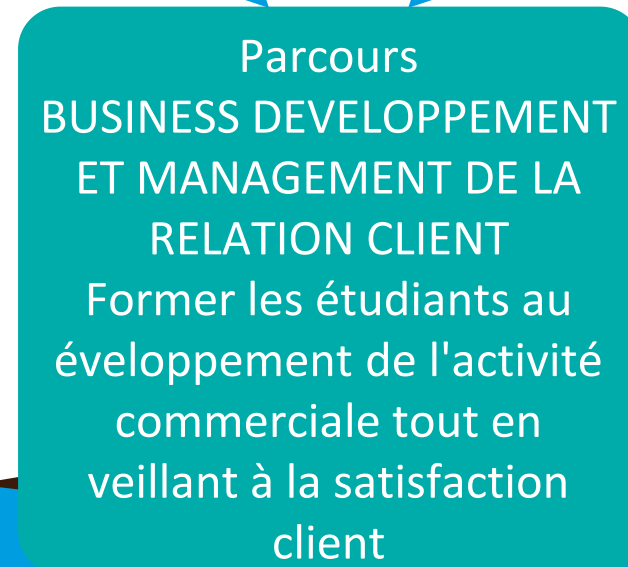 Parcours
BUSINESS DEVELOPPEMENT
ET MANAGEMENT DE LA
RELATION CLIENT
Former les étudiants au
éveloppement de l'activité
commerciale tout en
veillant à la satisfaction
client